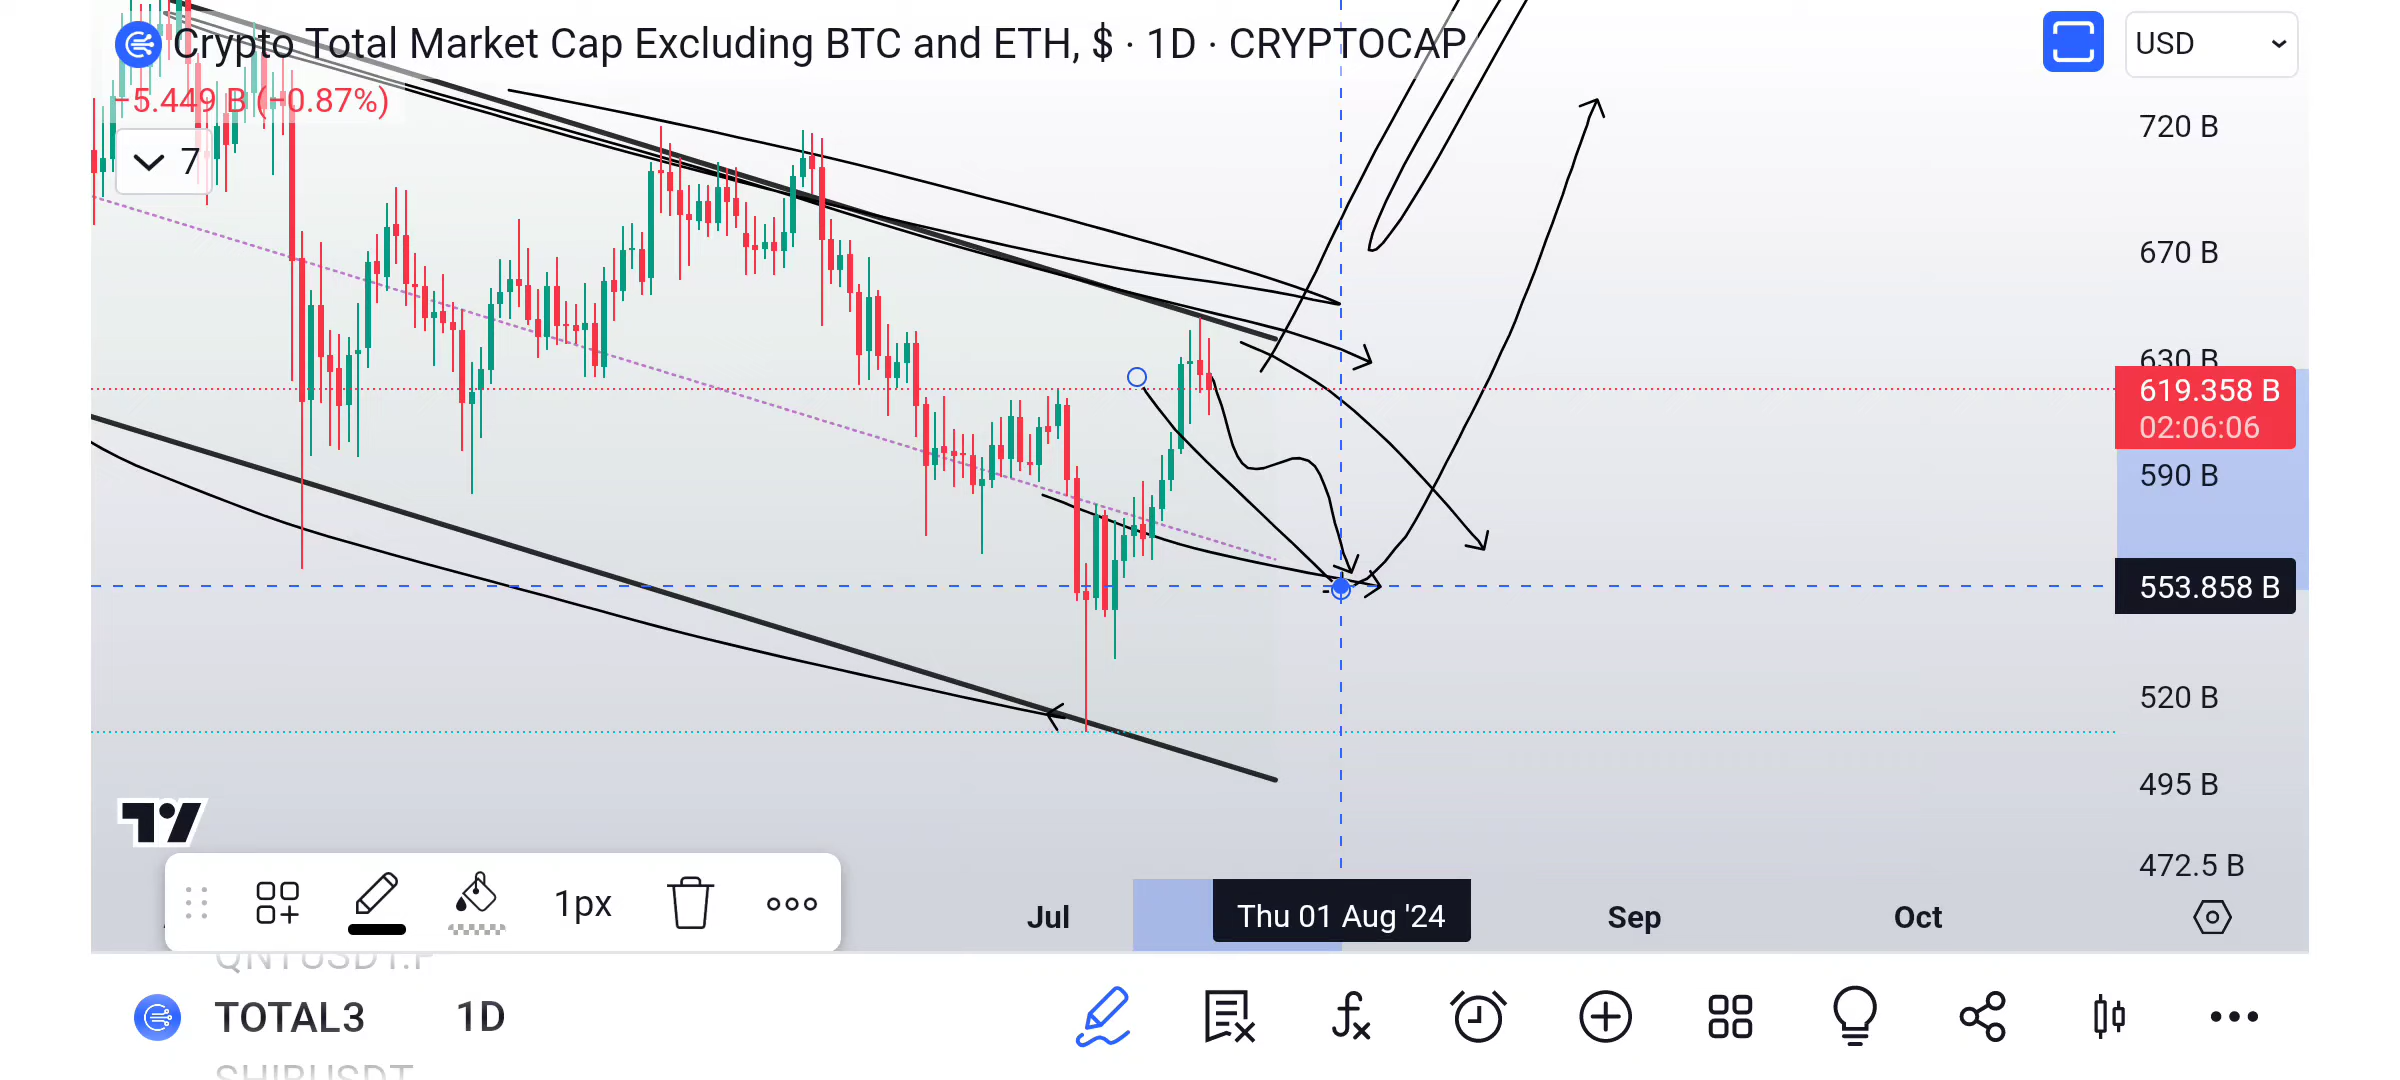 Crypto Total Market Cap Excluding BTC and ETH, $ · 1D · CRYPTOCAP
USD
−5.449 B (−0.87%)
7
720 B
670 B
630 B
619.358 B
02:06:06
590 B
553.858 B
520 B
495 B
472.5 B
1px
Jul
Thu 01 Aug '24
Sep
Oct
QNTUSDT.P
TOTAL3 1D
SHIBUSDT